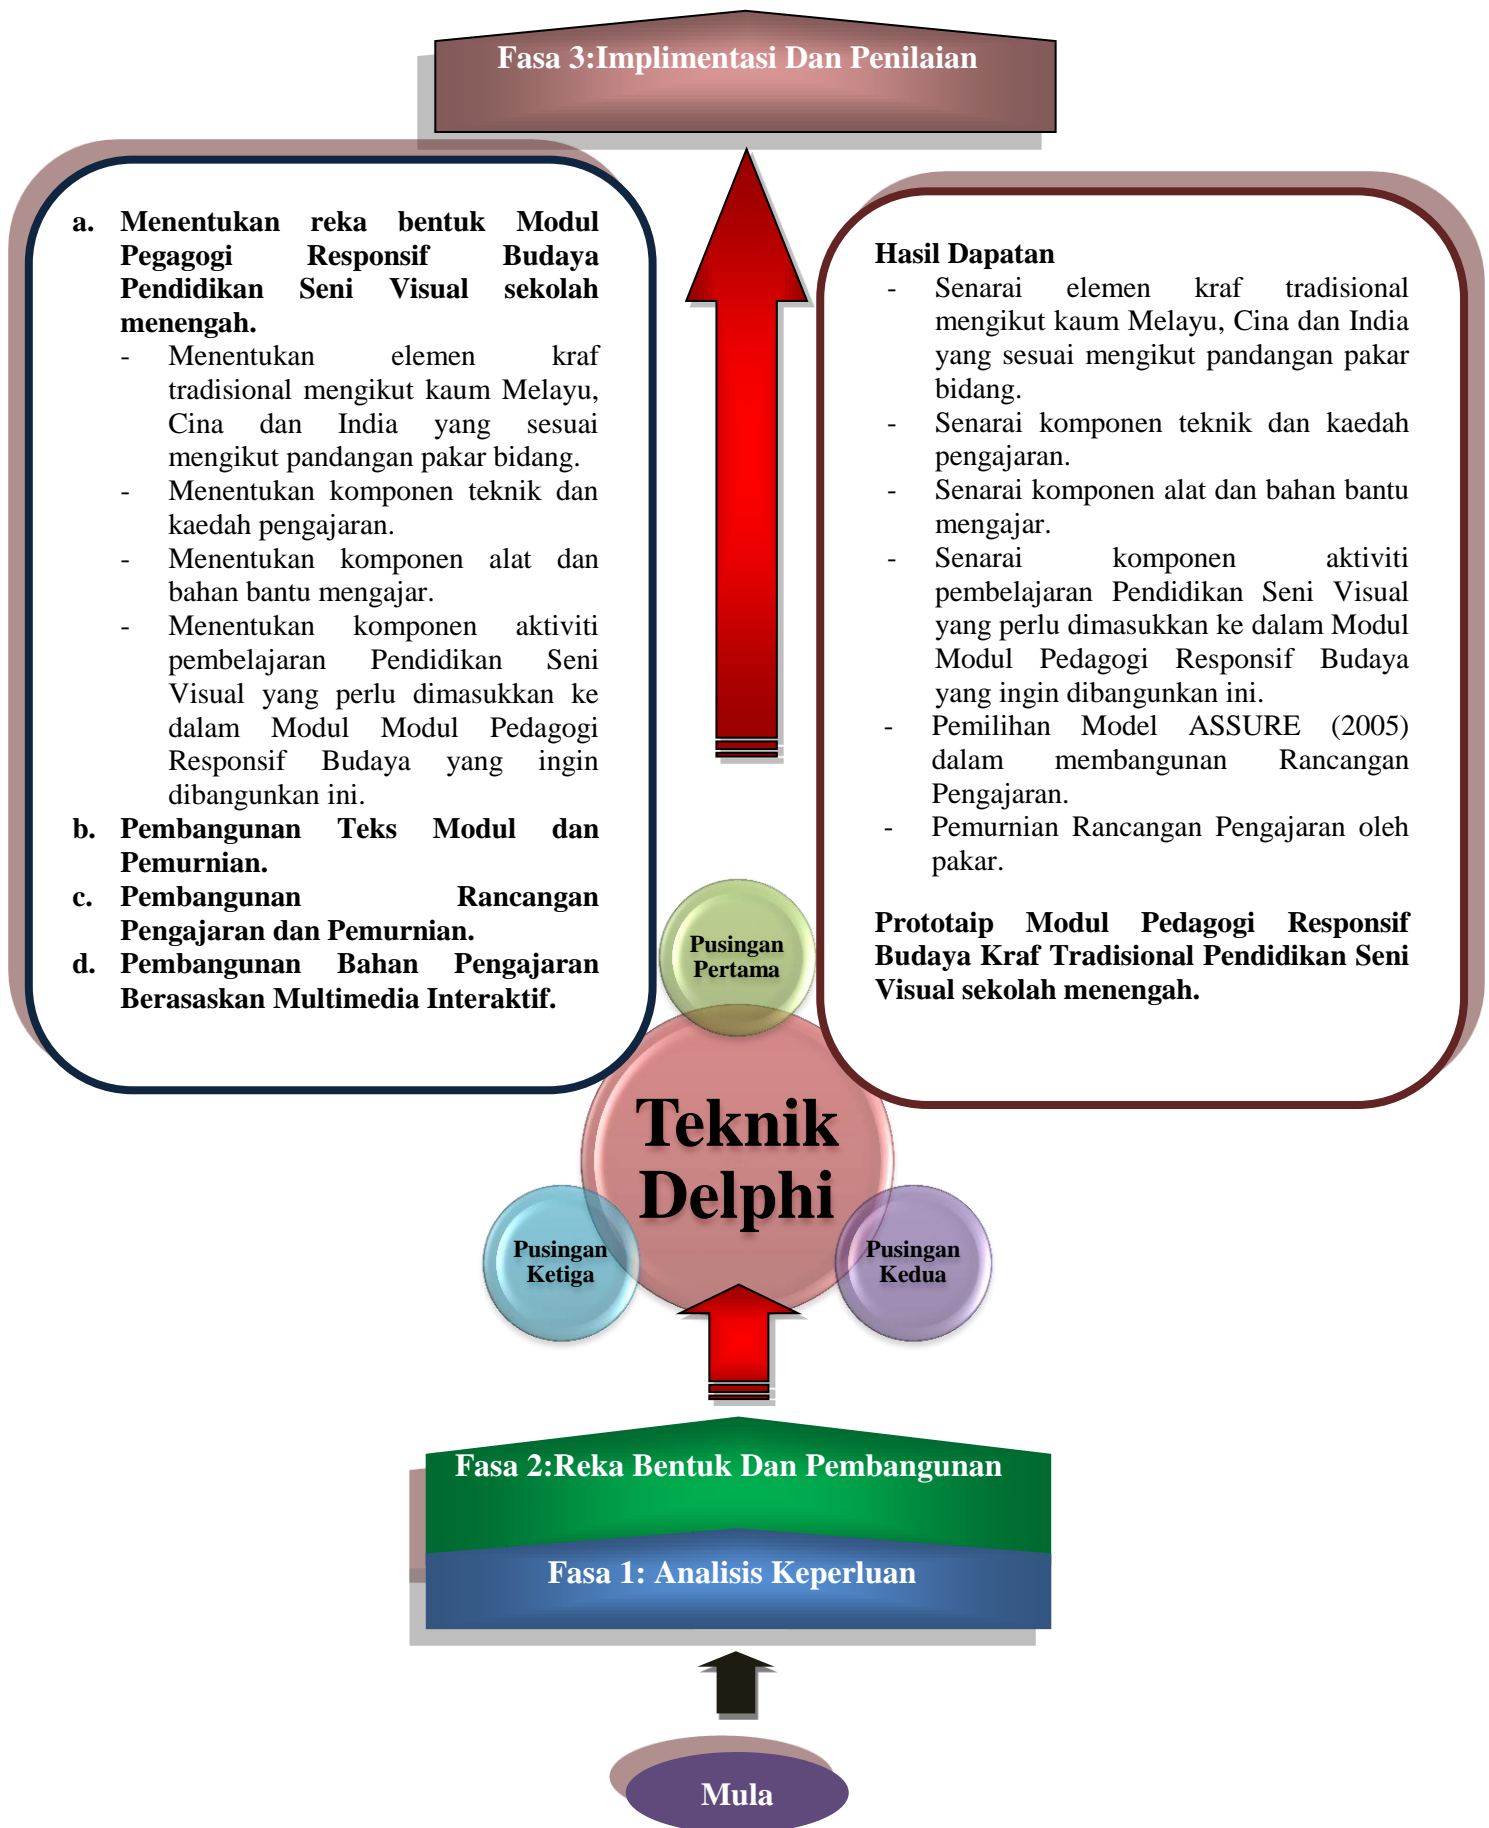 Fasa 3:Implimentasi Dan Penilaian
a. Menentukan reka bentuk Modul
Pegagogi Responsif Budaya
Pendidikan Seni Visual sekolah
menengah.
- Menentukan elemen kraf
tradisional mengikut kaum Melayu,
Cina dan India yang sesuai
mengikut pandangan pakar bidang.
- Menentukan komponen teknik dan
kaedah pengajaran.
- Menentukan komponen alat dan
bahan bantu mengajar.
- Menentukan komponen aktiviti
pembelajaran Pendidikan Seni
Visual yang perlu dimasukkan ke
dalam Modul Modul Pedagogi
Responsif Budaya yang ingin
dibangunkan ini.
b. Pembangunan Teks Modul dan
Pemurnian.
c. Pembangunan Rancangan
Pengajaran dan Pemurnian.
d. Pembangunan Bahan Pengajaran
Berasaskan Multimedia Interaktif.
Hasil Dapatan
- Senarai elemen kraf tradisional
mengikut kaum Melayu, Cina dan India
yang sesuai mengikut pandangan pakar
bidang.
- Senarai komponen teknik dan kaedah
pengajaran.
- Senarai komponen alat dan bahan bantu
mengajar.
- Senarai komponen aktiviti
pembelajaran Pendidikan Seni Visual
yang perlu dimasukkan ke dalam Modul
Modul Pedagogi Responsif Budaya
yang ingin dibangunkan ini.
- Pemilihan Model ASSURE (2005)
dalam membangunan Rancangan
Pengajaran.
- Pemurnian Rancangan Pengajaran oleh
pakar.
Prototaip Modul Pedagogi Responsif
Budaya Kraf Tradisional Pendidikan Seni
Visual sekolah menengah.
Pusingan
Pertama
Teknik
Delphi
Pusingan
Ketiga
Pusingan
Kedua
Fasa 2:Reka Bentuk Dan Pembangunan
Fasa 1: Analisis Keperluan
Mula